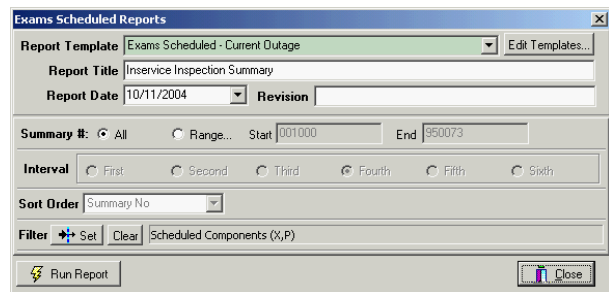 Exams Scheduled Reports
Report Template Exams Scheduled - Current Outage Edit Templates...
Report Title Inservice Inspection Summary
Report Date 10/11/2004 Revision
Summary #: All Range... Start 001000 End 950073
Interval First Second Third Fourth Fifth Sixth
Sort Order Summary No
Filter Set Clear Scheduled Components (X,P)
Run Report Close